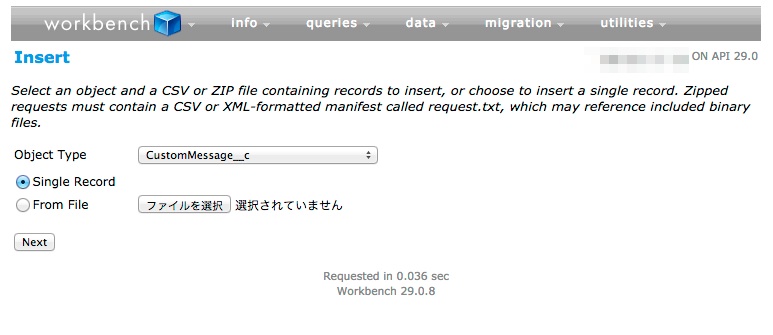 workbench info queries data migration utilities
Insert
ON API 29.0
Select an object and a CSV or ZIP file containing records to insert, or choose to insert a single record. Zipped
requests must contain a CSV or XML-formatted manifest called request.txt, which may reference included binary
files.
Object Type CustomMessage__c
Single Record
From File ファイルを選択 選択されていません
Next
Requested in 0.036 sec
Workbench 29.0.8